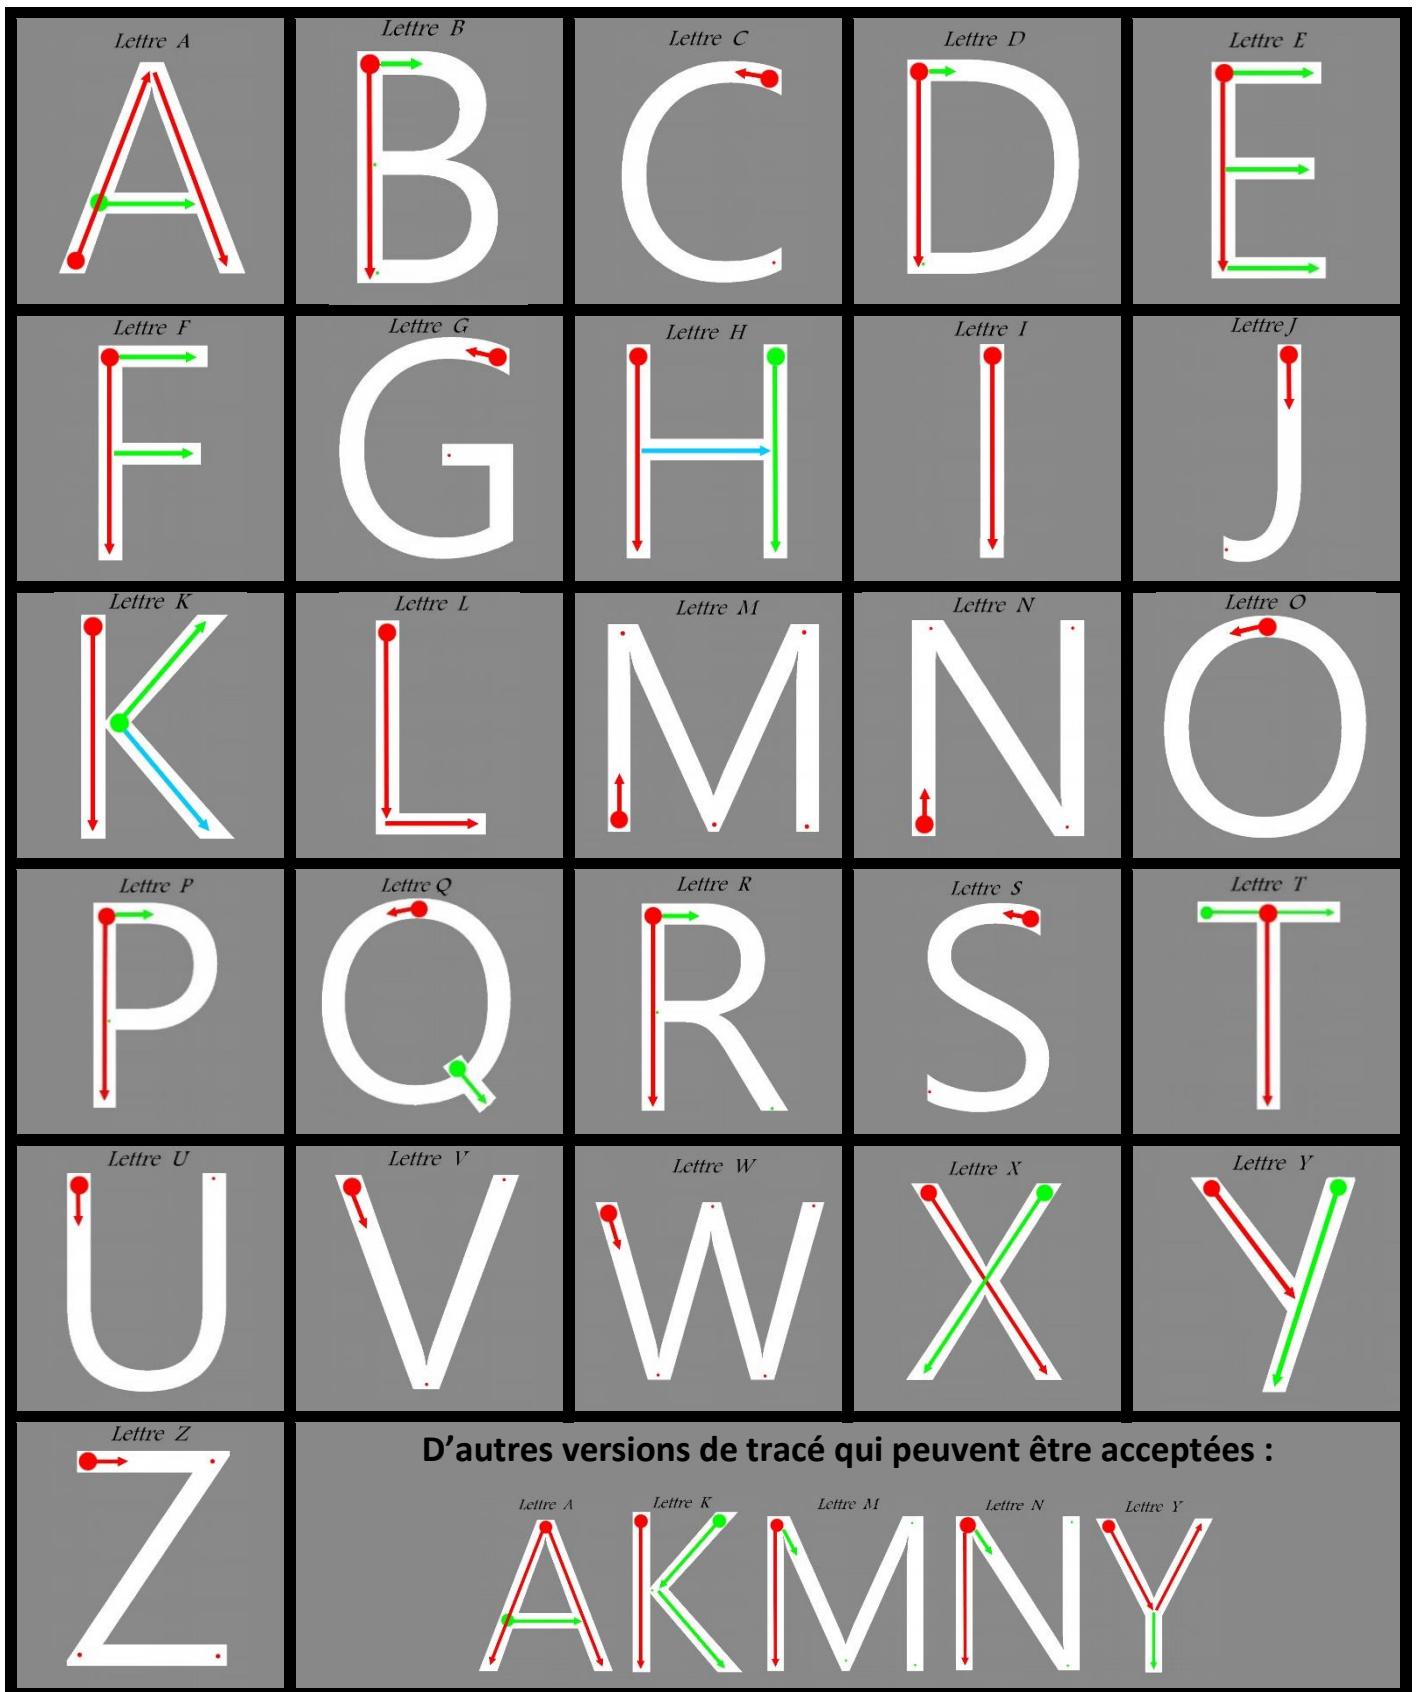 Lettre A
Lettre B
Lettre C
Lettre D
Lettre E
A
B
C
D
E
Lettre F
Lettre G
Lettre H
Lettre I
Lettre J
F
G
H
I
J
Lettre K
Lettre L
Lettre M
Lettre N
Lettre O
K
L
M
N
O
Lettre P
Lettre Q
Lettre R
Lettre S
Lettre T
P
Q
R
S
T
Lettre U
Lettre V
Lettre W
Lettre X
Lettre Y
U
V
W
X
Y
Lettre Z
Z
D’autres versions de tracé qui peuvent être acceptées :
Lettre A
Lettre K
Lettre M
Lettre N
Lettre Y
A
K
M
N
Y